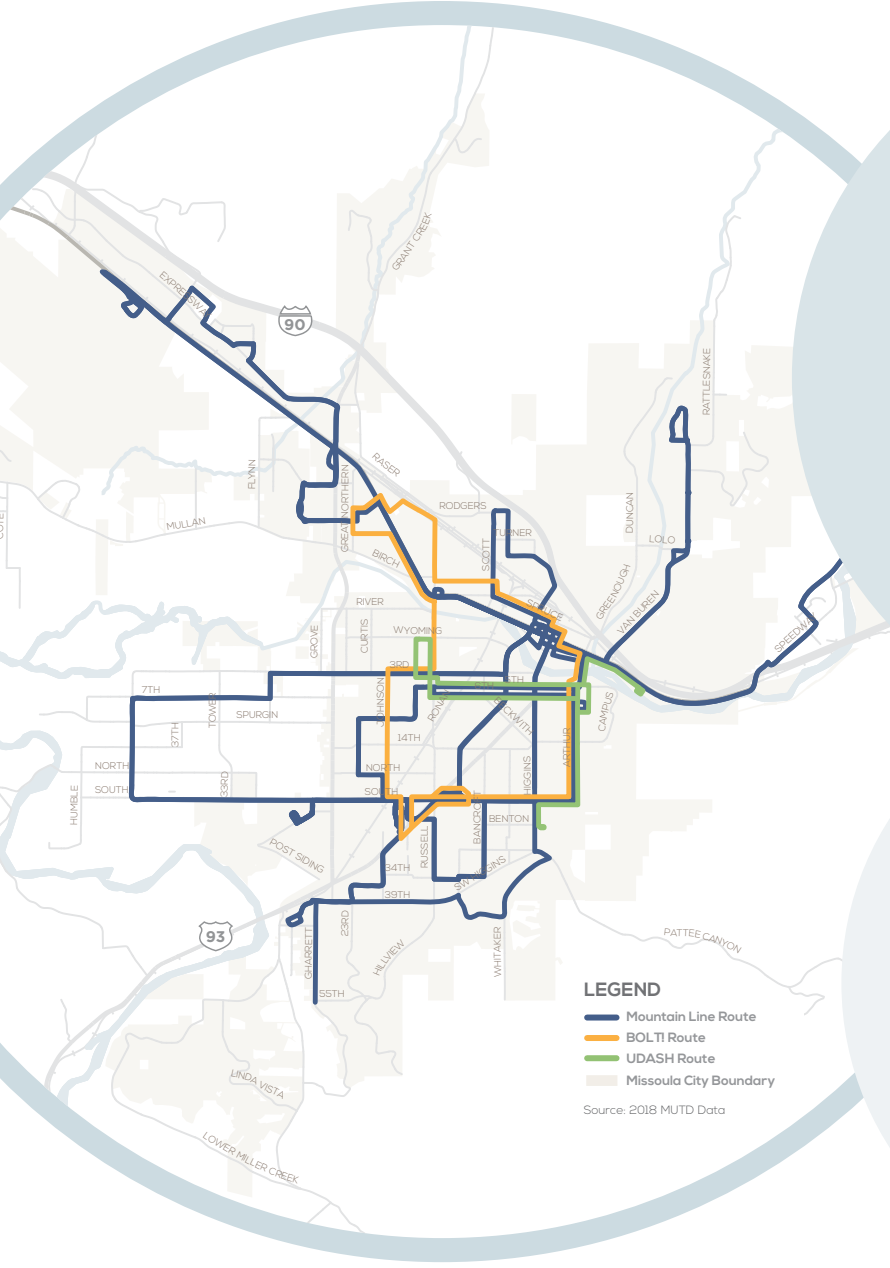 GRANT CREEK
EXPRESSWAY
90
RATTLESNAKE
RASER
FLYNN
GREAT NORTHERN
RODGERS
DUNCAN
MULLAN
TURNER
SCOTT
LOLO
BIRCH
GREENOUGH
RIVER
SPRUCE
VAN BUREN
CURTIS
WYOMING
GROVE
SPEEDWAY
3RD
5TH
6TH
7TH
JOHNSON
RONAN
BECKWITH
CAMPUS
TOWER
SPURGIN
37TH
14TH
ARTHUR
NORTH
NORTH
HIGGINS
33RD
SOUTH
SOUTH
HUMBLE
BANCROFT
BENTON
RUSSELL
POST SIDING
34TH
SW HIGGINS
39TH
23RD
93
GHARRETT
HILLVIEW
WHITAKER
PATTEE CANYON
55TH
LEGEND
Mountain Line Route
BOLT! Route
UDASH Route
Missoula City Boundary
LINDA VISTA
Source: 2018 MUTD Data
LOWER MILLER CREEK